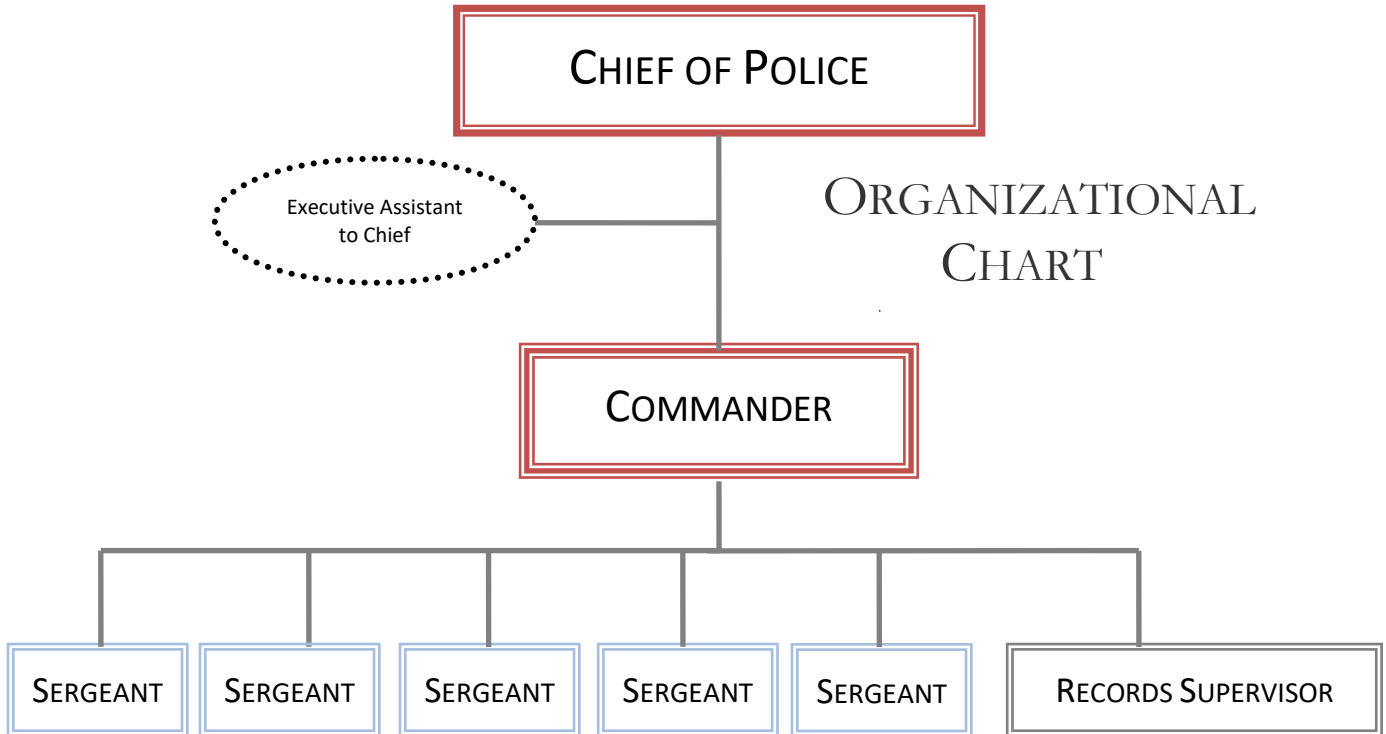 CHIEF OF POLICE
Executive Assistant
to Chief
ORGANIZATIONAL
CHART
COMMANDER
SERGEANT
SERGEANT
SERGEANT
SERGEANT
SERGEANT
RECORDS SUPERVISOR